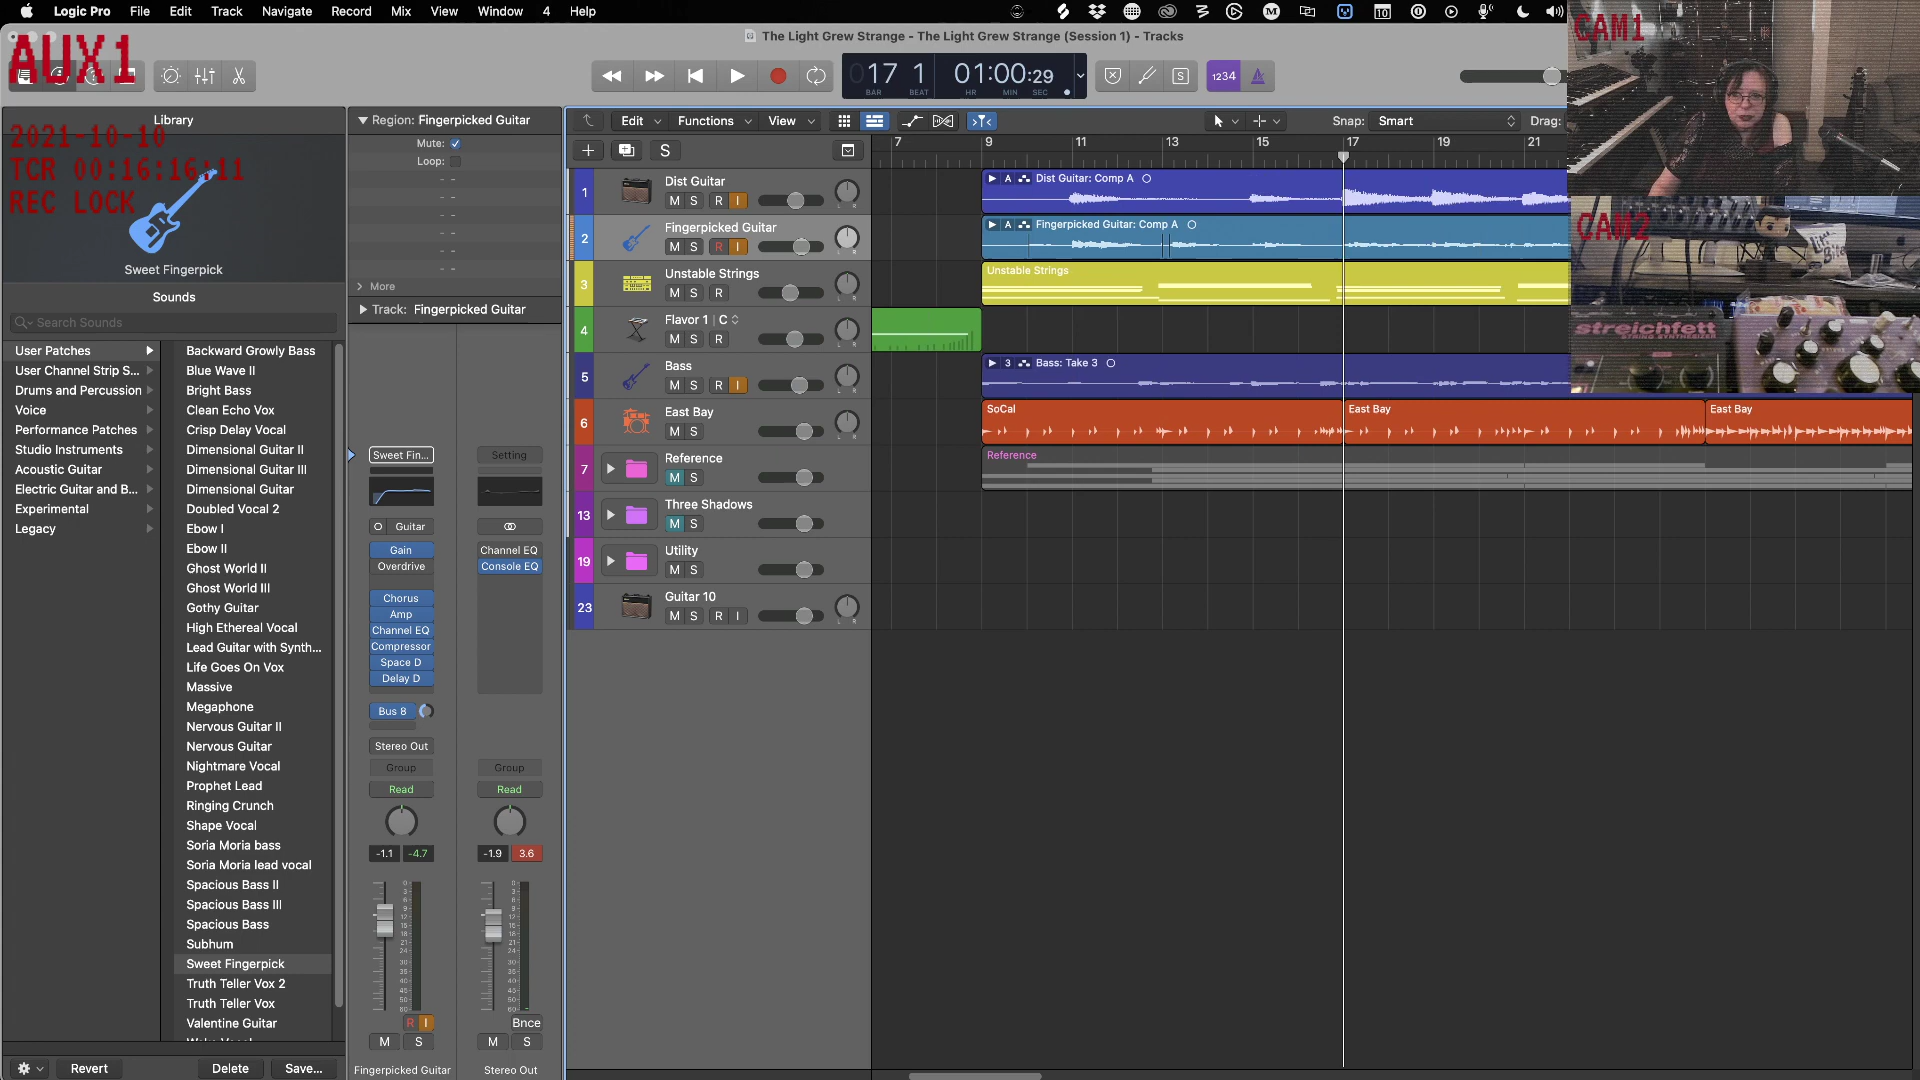 Logic Pro File Edit Track Navigate Record Mix View Window 4 Help
The Light Grew Strange - The Light Grew Strange (Session 1) - Tracks
AUX1
17 1 01:00:29
BAR BEAT HR MIN SEC
1234
CAM1
Library
2021-10-10
TCR 00:16:16:11
REC LOCK
Sweet Fingerpick
Sounds
Search Sounds
User Patches
User Channel Strip S...
Drums and Percussion
Voice
Performance Patches
Studio Instruments
Acoustic Guitar
Electric Guitar and B...
Experimental
Legacy
Backward Growly Bass
Blue Wave II
Bright Bass
Clean Echo Vox
Crisp Delay Vocal
Dimensional Guitar II
Dimensional Guitar III
Dimensional Guitar
Doubled Vocal 2
Ebow I
Ebow II
Ghost World II
Ghost World III
Gothy Guitar
High Ethereal Vocal
Lead Guitar with Synth...
Life Goes On Vox
Massive
Megaphone
Nervous Guitar II
Nervous Guitar
Nightmare Vocal
Prophet Lead
Ringing Crunch
Shape Vocal
Soria Moria bass
Soria Moria lead vocal
Spacious Bass II
Spacious Bass III
Spacious Bass
Subhum
Sweet Fingerpick
Truth Teller Vox 2
Truth Teller Vox
Valentine Guitar
Revert Delete Save...
Region: Fingerpicked Guitar
Mute:
Loop:
More
Track: Fingerpicked Guitar
Sweet Fin... Setting
Guitar
Gain Channel EQ
Overdrive Console EQ
Chorus
Amp
Channel EQ
Compressor
Space D
Delay D
Bus 8
Stereo Out
Group Group
Read Read
-1.1 -4.7 -1.9 3.6
R I Bnce
M S M S
Fingerpicked Guitar Stereo Out
Edit Functions View Snap: Smart Drag:
S 7 9 11 13 15 17 19 21
1 Dist Guitar
M S R I
2 Fingerpicked Guitar
M S R I
3 Unstable Strings
M S R
4 Flavor 1 | C
M S R
5 Bass
M S R I
6 East Bay
M S
7 Reference
M S
13 Three Shadows
M S
19 Utility
M S
23 Guitar 10
M S R I
A Dist Guitar: Comp A
A Fingerpicked Guitar: Comp A
Unstable Strings
3 Bass: Take 3
SoCal East Bay East Bay
Reference
CAM2
streichfett
STRING SYNTHESIZER